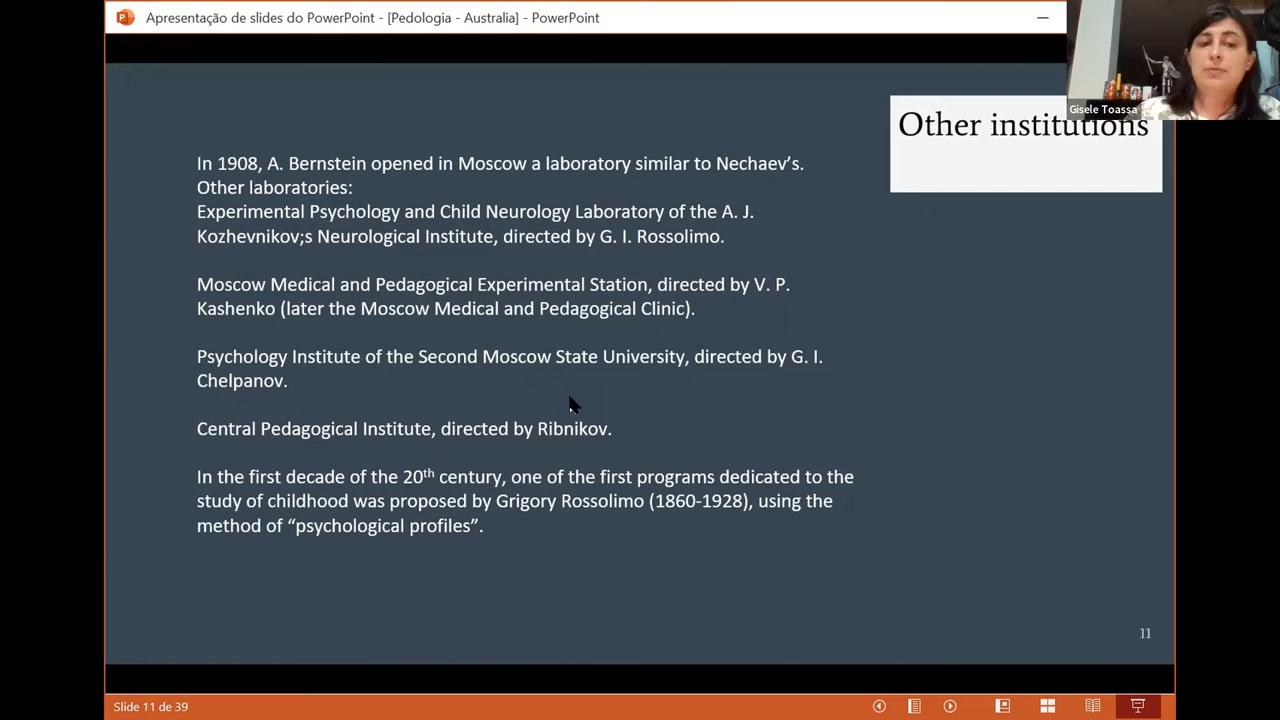 Apresentação de slides do PowerPoint - [Pedologia - Australia] - PowerPoint
Gisele Toassa
Other institutions
In 1908, A. Bernstein opened in Moscow a laboratory similar to Nechaev’s.
Other laboratories:
Experimental Psychology and Child Neurology Laboratory of the A. J.
Kozhevnikov;s Neurological Institute, directed by G. I. Rossolimo.
Moscow Medical and Pedagogical Experimental Station, directed by V. P.
Kashenko (later the Moscow Medical and Pedagogical Clinic).
Psychology Institute of the Second Moscow State University, directed by G. I.
Chelpanov.
Central Pedagogical Institute, directed by Ribnikov.
In the first decade of the 20th century, one of the first programs dedicated to the
study of childhood was proposed by Grigory Rossolimo (1860-1928), using the
method of “psychological profiles”.
11
Slide 11 de 39